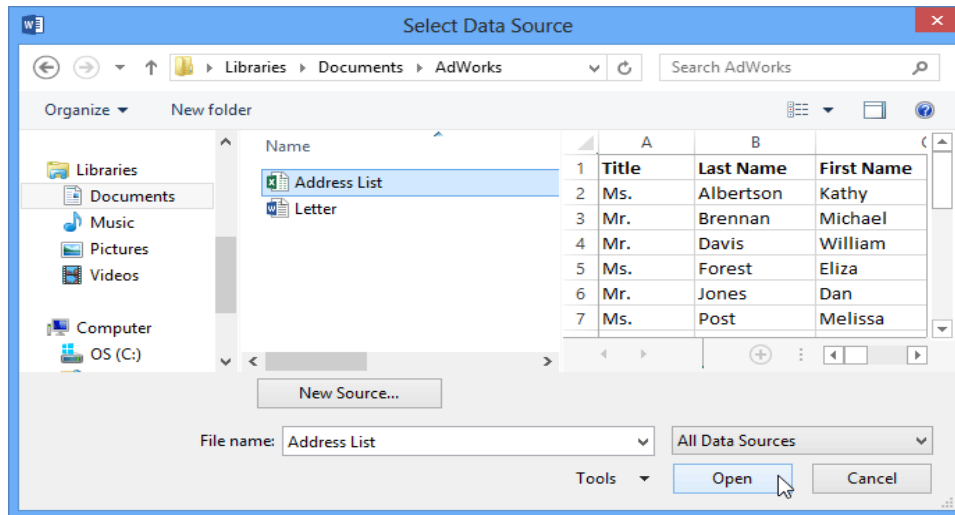 Select Data Source
Libraries Documents AdWorks
Search AdWorks
Organize
New folder
Libraries
Documents
Music
Pictures
Videos
Computer
OS (C:)
Name
Address List
Letter
A B C
1 Title Last Name First Name
2 Ms. Albertson Kathy
3 Mr. Brennan Michael
4 Mr. Davis William
5 Ms. Forest Eliza
6 Mr. Jones Dan
7 Ms. Post Melissa
New Source...
File name: Address List
All Data Sources
Tools Open Cancel